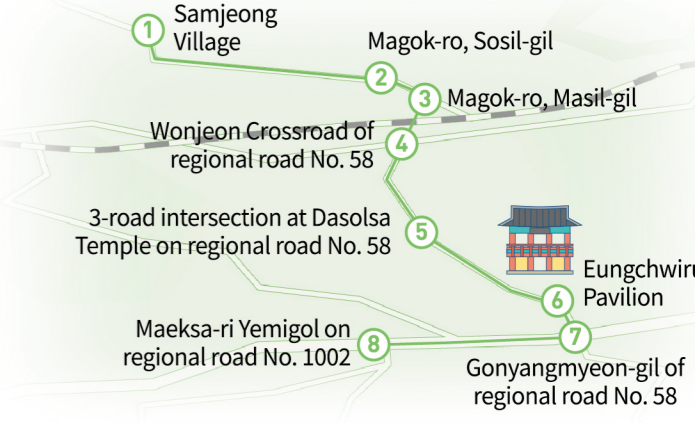 1
Samjeong
Village
2
Magok-ro, Sosil-gil
3
Magok-ro, Masil-gil
4
Wonjeon Crossroad of
regional road No. 58
5
3-road intersection at Dasolsa
Temple on regional road No. 58
6
Eungchwiru
Pavilion
7
Gonyangmyeon-gil of
regional road No. 58
8
Maeksa-ri Yemigol on
regional road No. 1002